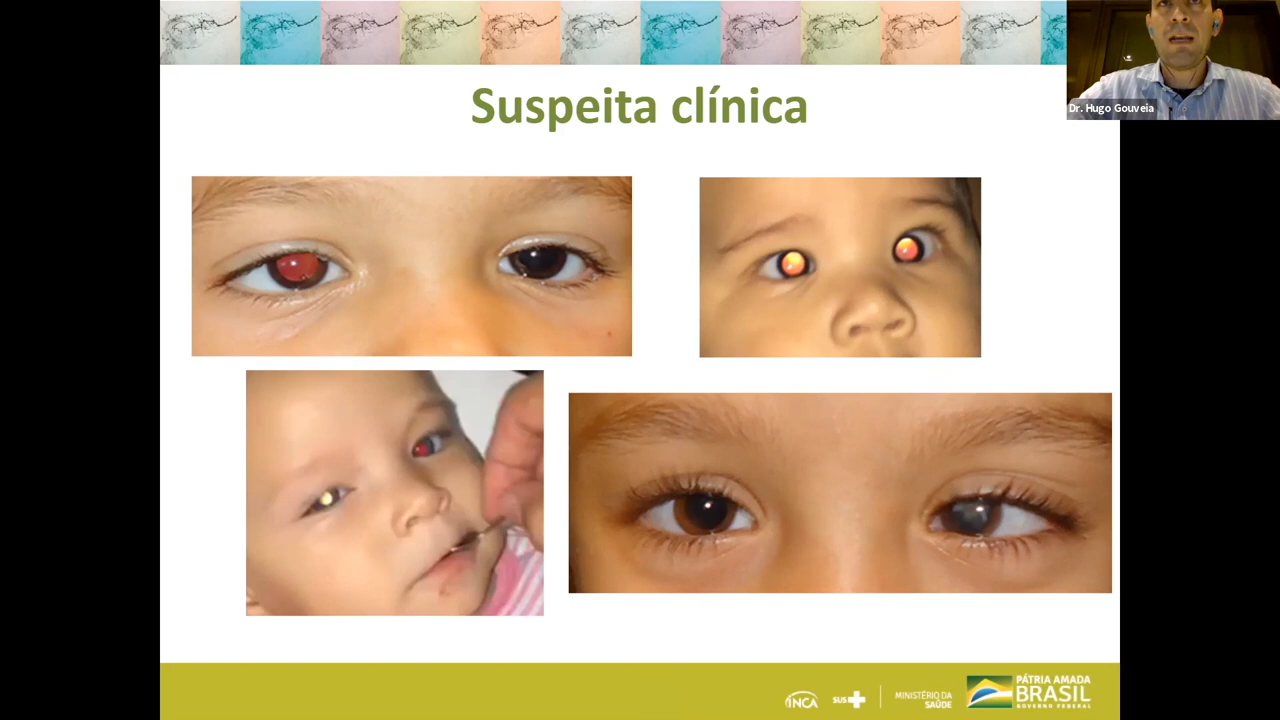 Suspeita clínica
Dr. Hugo Gouveia
INCA
SUS
MINISTÉRIO DA
SAÚDE
PÁTRIA AMADA
BRASIL
GOVERNO FEDERAL